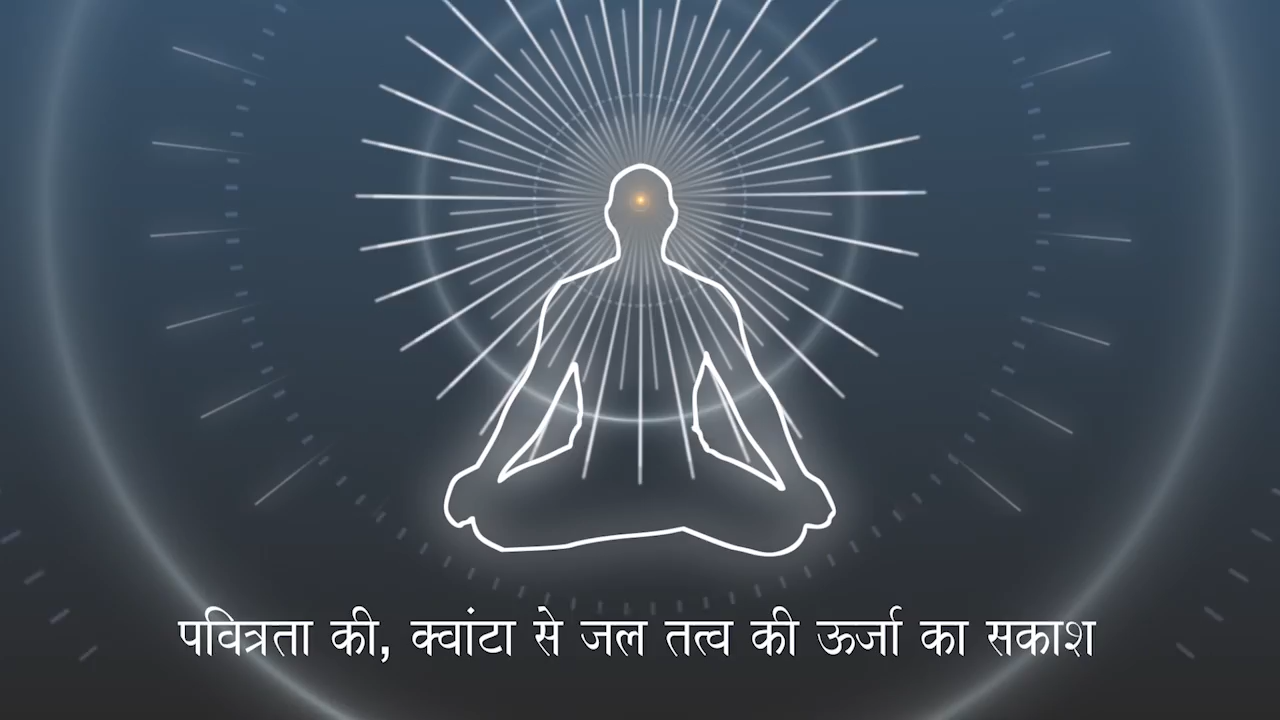 पवित्रता की, क्वांटा से जल तत्व की ऊर्जा का सकाश